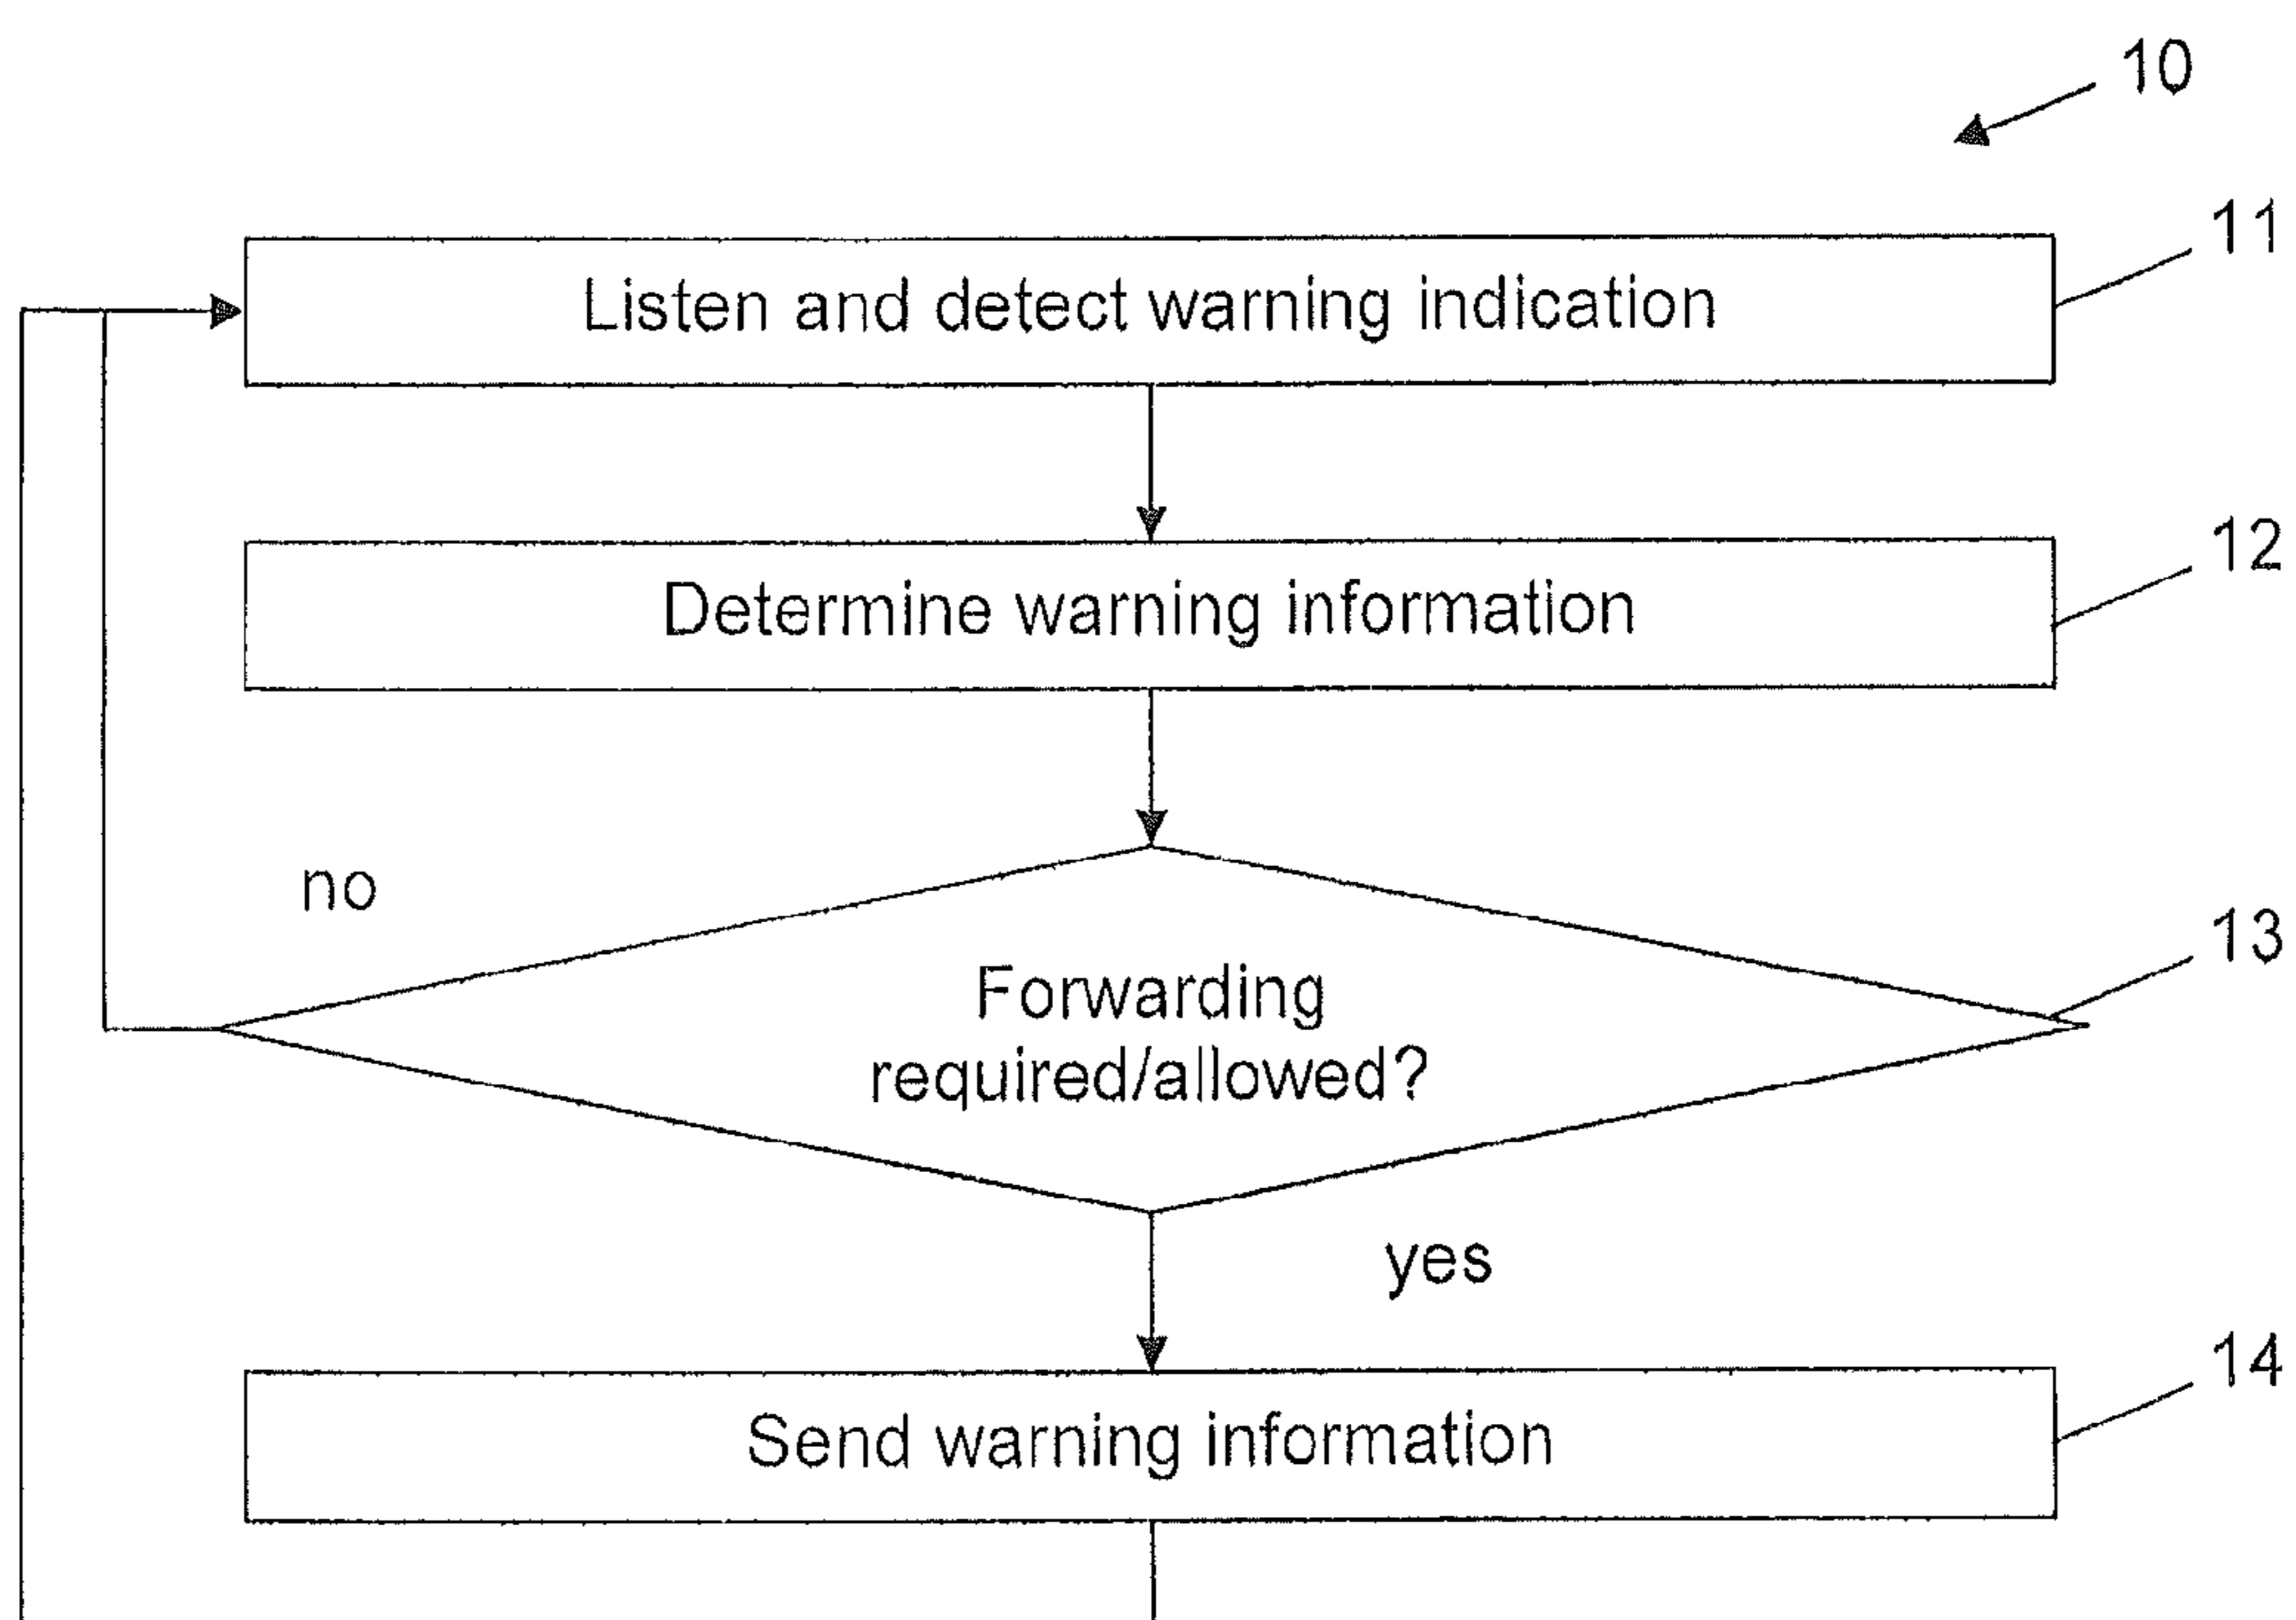 10
11
Listen and detect warning indication
12
Determine warning information
no
13
Forwarding
required/allowed?
yes
14
Send warning information